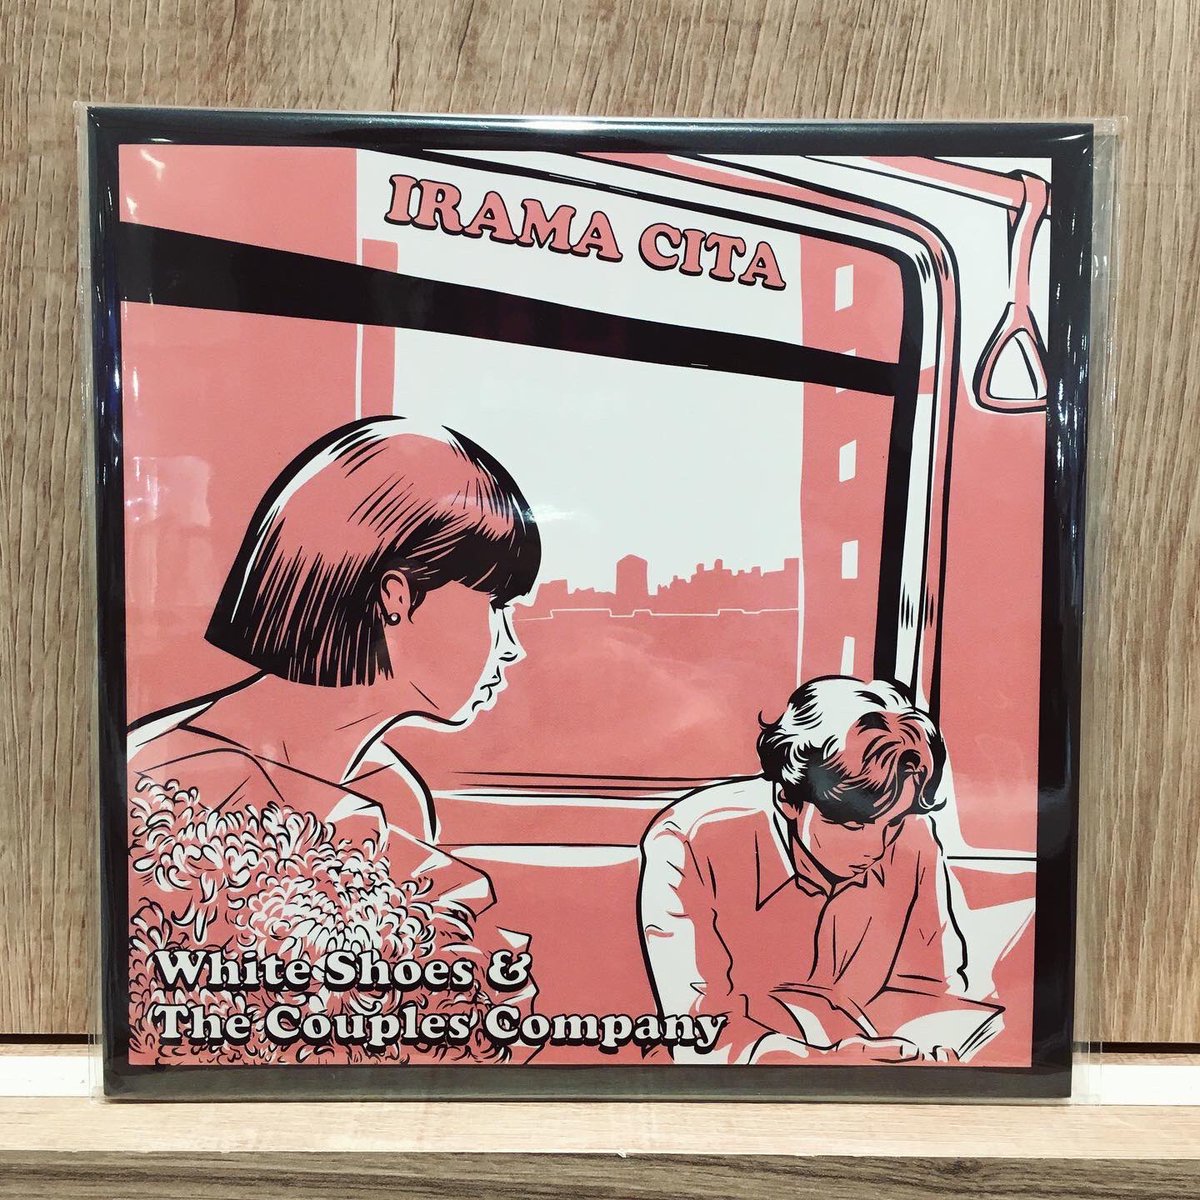 IRAMA CITA
White Shoes &
The Couples Company